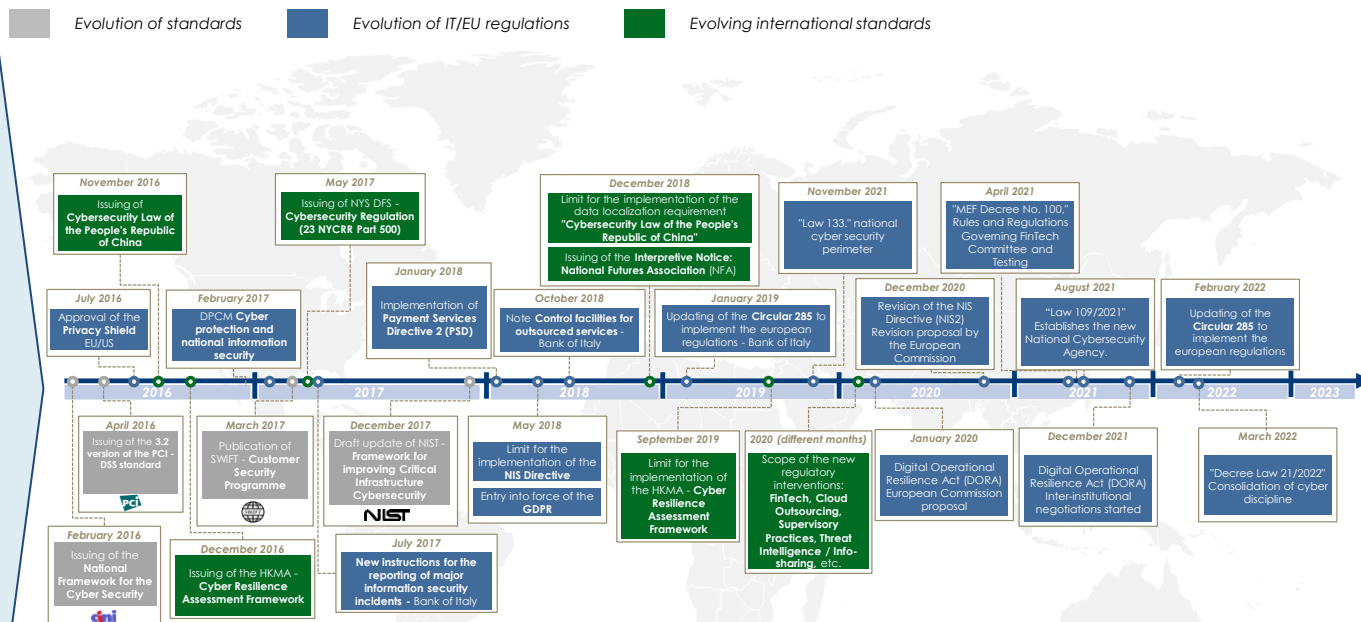 Evolution of standards
Evolution of IT/EU regulations
Evolving international standards
November 2016
Issuing of
Cybersecurity Law of
the People's Republic
of China
May 2017
Issuing of NYS DFS -
Cybersecurity Regulation
(23 NYCRR Part 500)
December 2018
Limit for the implementation of the
data localization requirement
"Cybersecurity Law of the People's
Republic of China"
Issuing of the Interpretive Notice:
National Futures Association (NFA)
November 2021
"Law 133." national
cyber security
perimeter
April 2021
"MEF Decree No. 100,"
Rules and Regulations
Governing FinTech
Committee and
Testing
July 2016
Approval of the
Privacy Shield
EU/US
February 2017
DPCM Cyber
protection and
national information
security
January 2018
Implementation of
Payment Services
Directive 2 (PSD)
October 2018
Note Control facilities for
outsourced services -
Bank of Italy
January 2019
Updating of the Circular 285 to
implement the european
regulations - Bank of Italy
December 2020
Revision of the NIS
Directive (NIS2)
Revision proposal by
the European
Commission
August 2021
"Law 109/2021"
Establishes the new
National Cybersecurity
Agency.
February 2022
Updating of the
Circular 285 to
implement the
european regulations
2016
2017
2018
2019
2020
2021
2022
2023
April 2016
Issuing of the 3.2
version of the PCI -
DSS standard
PCI
March 2017
Publication of
SWIFT - Customer
Security
Programme
SWIFT
December 2017
Draft update of NIST -
Framework for
improving Critical
Infrastructure
Cybersecurity
NIST
May 2018
Limit for the
implementation of the
NIS Directive
Entry into force of the
GDPR
September 2019
Limit for the
implementation
of the HKMA - Cyber
Resilience
Assessment
Framework
2020 (different months)
Scope of the new
regulatory
interventions:
FinTech, Cloud
Outsourcing,
Supervisory
Practices, Threat
Intelligence / Info-
sharing, etc.
January 2020
Digital Operational
Resilience Act (DORA)
European Commission
proposal
December 2021
Digital Operational
Resilience Act (DORA)
Inter-institutional
negotiations started
March 2022
"Decree Law 21/2022"
Consolidation of cyber
discipline
February 2016
Issuing of the
National
Framework for the
Cyber Security
cini
December 2016
Issuing of the HKMA -
Cyber Resilience
Assessment Framework
July 2017
New instructions for the
reporting of major
information security
incidents - Bank of Italy